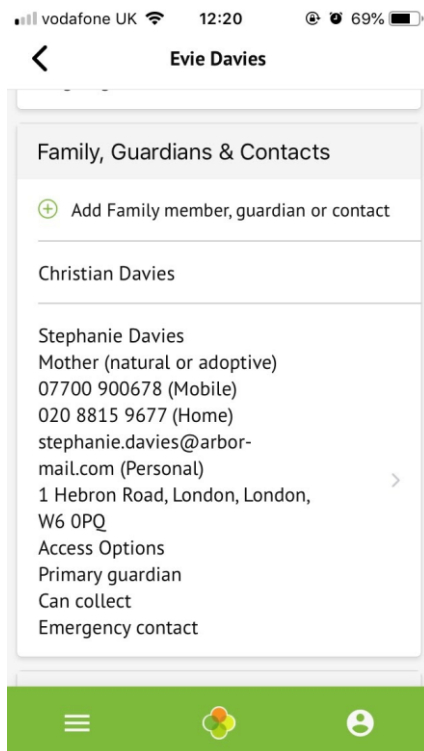 vodafone UK 12:20 69%
Evie Davies
Family, Guardians & Contacts
Add Family member, guardian or contact
Christian Davies
Stephanie Davies
Mother (natural or adoptive)
07700 900678 (Mobile)
020 8815 9677 (Home)
stephanie.davies@arbor-
mail.com (Personal)
1 Hebron Road, London, London,
W6 0PQ
Access Options
Primary guardian
Can collect
Emergency contact